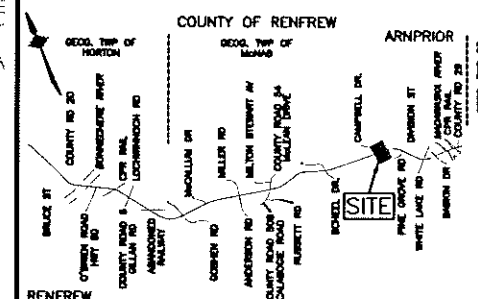 COUNTY OF RENFREW
GEOG. TWP OF
HORTON
GEOG. TWP OF
McNAB
ARNPRIOR
BRUCE ST
COUNTY RD 20
O'BRIEN ROAD
HWY 60
BONNECHERE RIVER
COUNTY ROAD 6
GILLAN RD
CPR RAIL
LOCHWINNOCH RD
ABANDONED
RAILWAY
MACALLUM DR
GOSHEN RD
MILLER RD
ANDERSON RD
MILTON STEWART AV
COUNTY ROAD 508
CALABOGIE ROAD
COUNTY ROAD 54
McLEAN DRIVE
RUSSETT RD
SCHEEL DR.
CAMPBELL DR.
SITE
PINE GROVE RD
DIVISION ST
WHITE LAKE RD
MADAWASKA RIVER
CPR RAIL
COUNTY RD 29
BARON DR
RENFREW